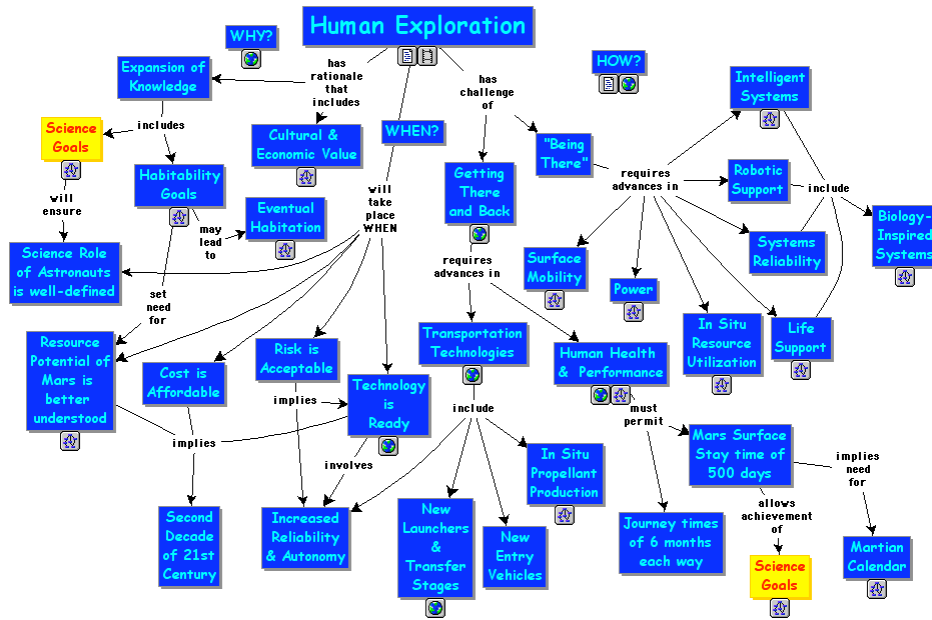 Human Exploration
WHY?
HOW?
WHEN?
Expansion of
Knowledge
has
rationale
that
includes
has
challenge
of
Intelligent
Systems
Science
Goals
includes
Cultural &
Economic Value
"Being
There"
Habitability
Goals
Getting
There
and Back
requires
advances in
Robotic
Support
include
will
ensure
will
take
place
WHEN
Eventual
Habitation
may
lead
to
Biology-
Inspired
Systems
Science Role
of Astronauts
is well-defined
requires
advances in
Surface
Mobility
Systems
Reliability
Power
set
need
for
Resource
Potential of
Mars is
better
understood
Cost is
Affordable
Risk is
Acceptable
Transportation
Technologies
Human Health
& Performance
In Situ
Resource
Utilization
Life
Support
implies
Technology
is
Ready
include
must
permit
implies
involves
In Situ
Propellant
Production
Mars Surface
Stay time of
500 days
implies
need
for
Second
Decade
of 21st
Century
Increased
Reliability
& Autonomy
New
Launchers
&
Transfer
Stages
New
Entry
Vehicles
Journey times
of 6 months
each way
allows
achievement
of
Science
Goals
Martian
Calendar